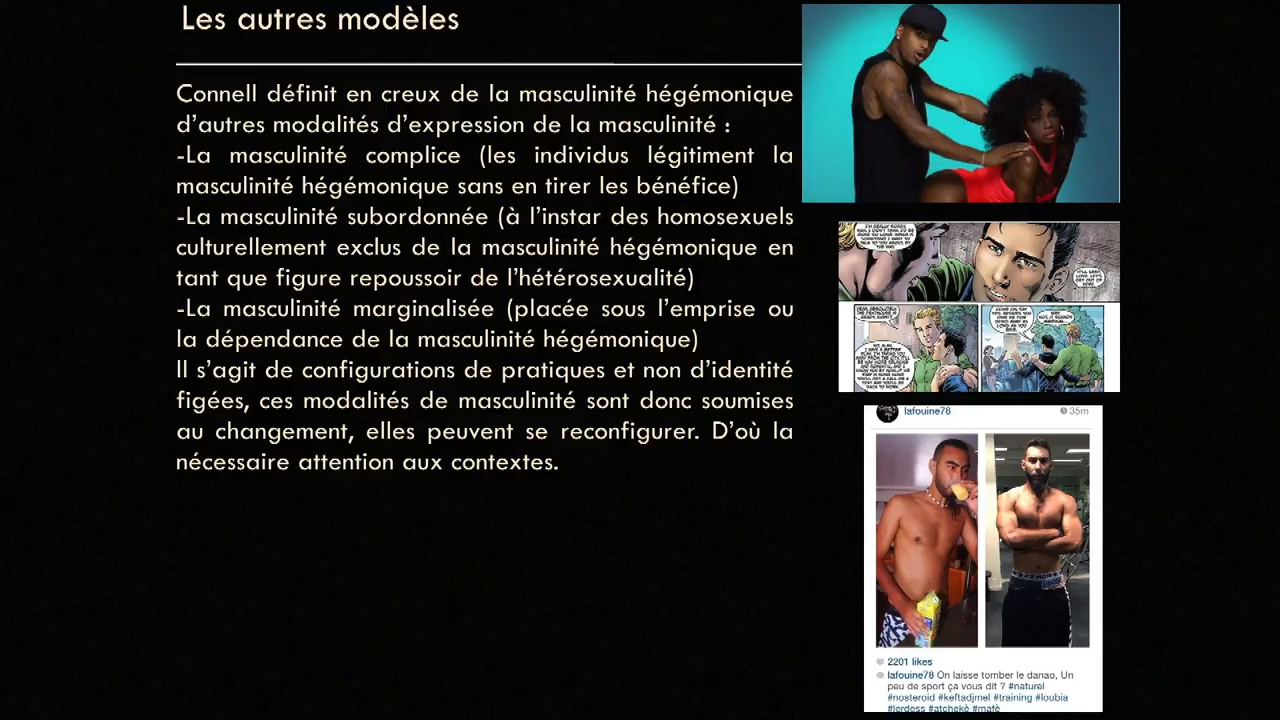 Les autres modèles
Connell définit en creux de la masculinité hégémonique
d'autres modalités d'expression de la masculinité :
-La masculinité complice (les individus légitiment la
masculinité hégémonique sans en tirer les bénéfice)
-La masculinité subordonnée (à l'instar des homosexuels
culturellement exclus de la masculinité hégémonique en
tant que figure repoussoir de l'hétérosexualité)
-La masculinité marginalisée (placée sous l'emprise ou
la dépendance de la masculinité hégémonique)
Il s'agit de configurations de pratiques et non d'identité
figées, ces modalités de masculinité sont donc soumises
au changement, elles peuvent se reconfigurer. D'où la
nécessaire attention aux contextes.
lafouine78 35m
2201 likes
lafouine78 On laisse tomber le danao, Un
peu de sport ça vous dit ? #naturel
#nosteroid #keftadjmel #training #loubia
#lerdess #atchekè #mafè